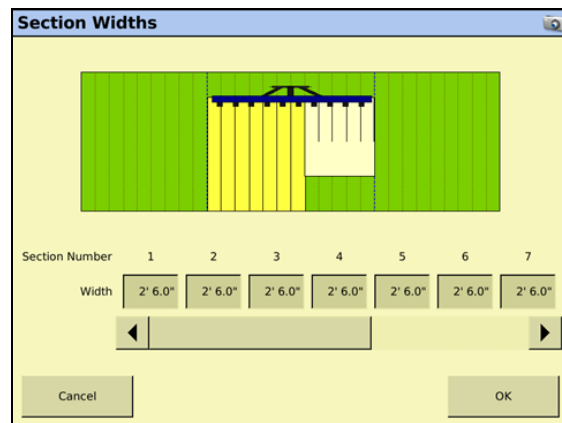 Section Widths
Section Number 1 2 3 4 5 6 7
Width 2' 6.0" 2' 6.0" 2' 6.0" 2' 6.0" 2' 6.0" 2' 6.0" 2' 6.0"
Cancel OK